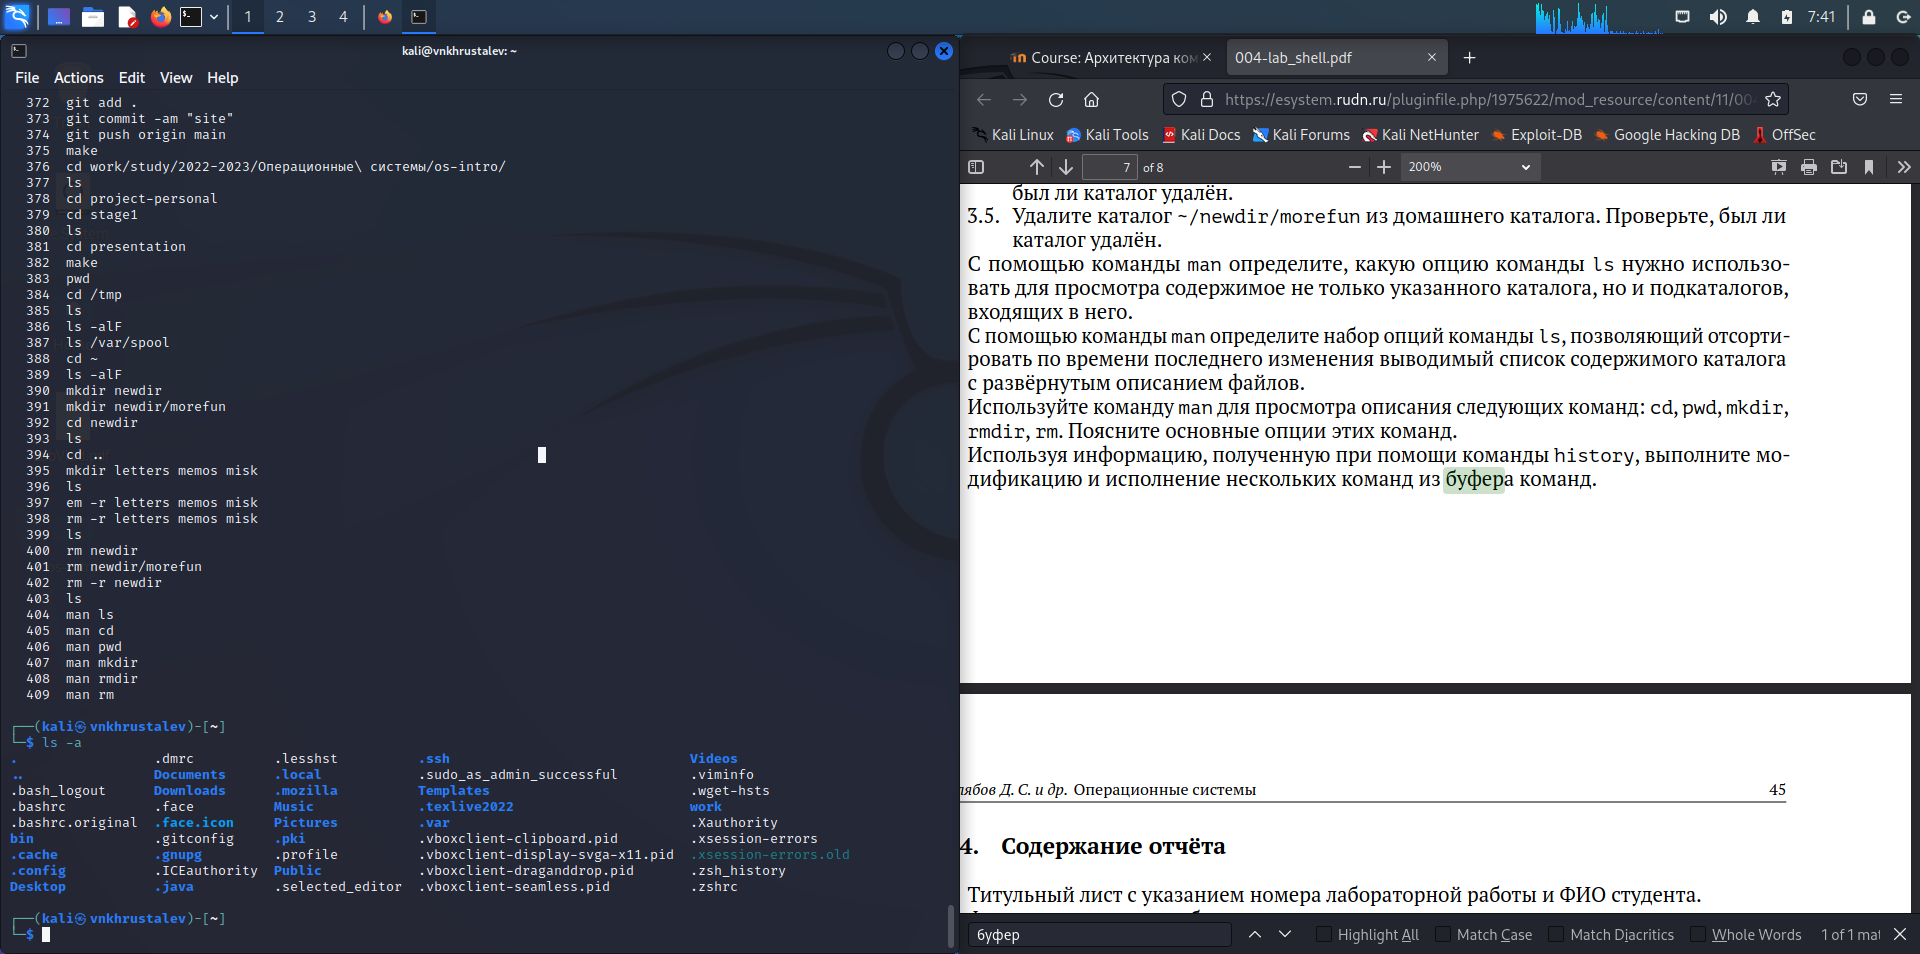 1
2
3
4
7:41
kali@vnkhrustalev: ~
File Actions Edit View Help
372 git add .
373 git commit -am "site"
374 git push origin main
375 make
376 cd work/study/2022-2023/Операционные\ системы/os-intro/
377 ls
378 cd project-personal
379 cd stage1
380 ls
381 cd presentation
382 make
383 pwd
384 cd /tmp
385 ls
386 ls -alF
387 ls /var/spool
388 cd ~
389 ls -alF
390 mkdir newdir
391 mkdir newdir/morefun
392 cd newdir
393 ls
394 cd ..
395 mkdir letters memos misk
396 ls
397 em -r letters memos misk
398 rm -r letters memos misk
399 ls
400 rm newdir
401 rm newdir/morefun
402 rm -r newdir
403 ls
404 man ls
405 man cd
406 man pwd
407 man mkdir
408 man rmdir
409 man rm
(kali㉿vnkhrustalev)-[~]
$ ls -a
. .dmrc .lesshst .ssh Videos
.. Documents .local .sudo_as_admin_successful .viminfo
.bash_logout Downloads .mozilla Templates .wget-hsts
.bashrc .face Music .texlive2022 work
.bashrc.original .face.icon Pictures .var .Xauthority
bin .gitconfig .pki .vboxclient-clipboard.pid .xsession-errors
.cache .gnupg .profile .vboxclient-display-svga-x11.pid .xsession-errors.old
.config .ICEauthority Public .vboxclient-draganddrop.pid .zsh_history
Desktop .java .selected_editor .vboxclient-seamless.pid .zshrc
(kali㉿vnkhrustalev)-[~]
$
Course: Архитектура ком
004-lab_shell.pdf
https://esystem.rudn.ru/pluginfile.php/1975622/mod_resource/content/11/00
Kali Linux Kali Tools Kali Docs Kali Forums Kali NetHunter Exploit-DB Google Hacking DB OffSec
7 of 8
200%
был ли каталог удалён.
3.5. Удалите каталог ~/newdir/morefun из домашнего каталога. Проверьте, был ли
каталог удалён.
С помощью команды man определите, какую опцию команды ls нужно использо-
вать для просмотра содержимое не только указанного каталога, но и подкаталогов,
входящих в него.
С помощью команды man определите набор опций команды ls, позволяющий отсорти-
ровать по времени последнего изменения выводимый список содержимого каталога
с развёрнутым описанием файлов.
Используйте команду man для просмотра описания следующих команд: cd, pwd, mkdir,
rmdir, rm. Поясните основные опции этих команд.
Используя информацию, полученную при помощи команды history, выполните мо-
дификацию и исполнение нескольких команд из буфера команд.
лябов Д. С. и др. Операционные системы 45
4. Содержание отчёта
Титульный лист с указанием номера лабораторной работы и ФИО студента.
буфер
Highlight All Match Case Match Diacritics Whole Words 1 of 1 mat